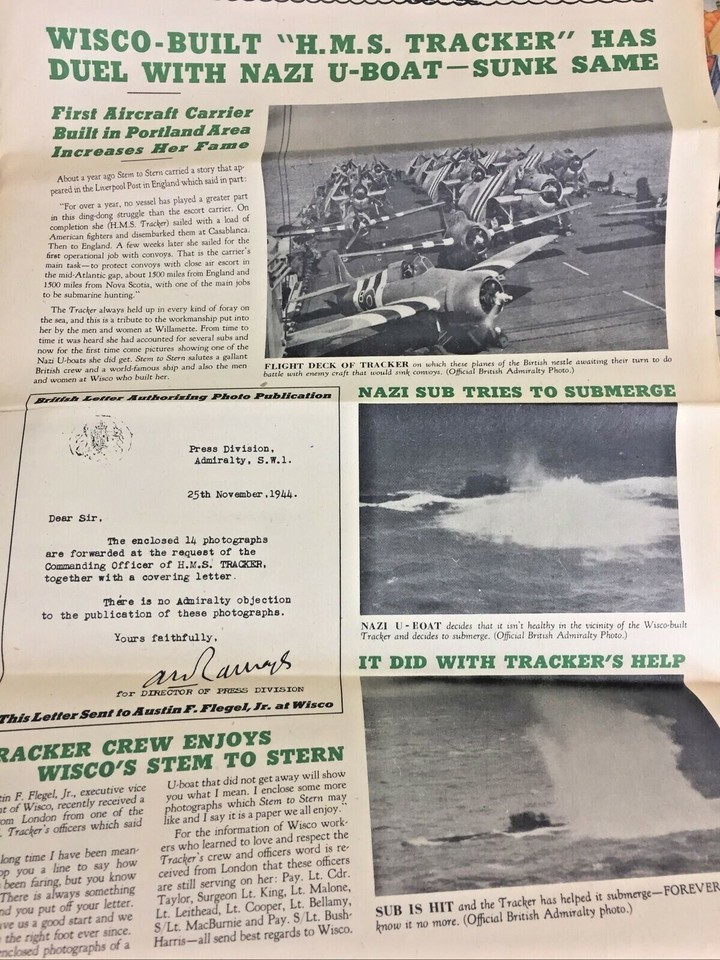 WISCO-BUILT "H.M.S. TRACKER" HAS
DUEL WITH NAZI U-BOAT—SUNK SAME
First Aircraft Carrier
Built in Portland Area
Increases Her Fame
About a year ago Stem to Stern carried a story that ap-
peared in the Liverpool Post in England which said in part:
"For over a year, no vessel has played a greater part
in this ding-dong struggle than the escort carrier. On
completion she (H.M.S. Tracker) sailed with a load of
American fighters and disembarked them at Casablanca.
Then to England. A few weeks later she sailed for the
first operational job with convoys. That is the carrier's
main task—to protect convoys with close air escort in
the mid-Atlantic gap, about 1500 miles from England and
1500 miles from Nova Scotia, with one of the main jobs
to be submarine hunting."
The Tracker always held up in every kind of foray on
the sea, and this is a tribute to the workmanship put into
her by the men and women at Willamette. From time to
time it was heard she had accounted for several subs and
now for the first time come pictures showing one of the
Nazi U-boats she did get. Stem to Stern salutes a gallant
British crew and a world-famous ship and also the men
and women at Wisco who built her.
FLIGHT DECK OF TRACKER on which these planes of the British nestle awaiting their turn to do
battle with enemy craft that would sink convoys. (Official British Admiralty Photo.)
British Letter Authorizing Photo Publication
Press Division,
Admiralty, S.W.1.
25th November,1944.
Dear Sir,
The enclosed 14 photographs
are forwarded at the request of the
Commanding Officer of H.M.S. TRACKER,
together with a covering letter.
There is no Admiralty objection
to the publication of these photographs.
Yours faithfully,
for DIRECTOR OF PRESS DIVISION
This Letter Sent to Austin F. Flegel, Jr. at Wisco
NAZI SUB TRIES TO SUBMERGE
NAZI U-BOAT decides that it isn't healthy in the vicinity of the Wisco-built
Tracker and decides to submerge. (Official British Admiralty Photo.)
IT DID WITH TRACKER'S HELP
SUB IS HIT and the Tracker has helped it submerge—FOREVER
know it no more. (Official British Admiralty photo.)
RACKER CREW ENJOYS
WISCO'S STEM TO STERN
tin F. Flegel, Jr., executive vice
nt of Wisco, recently received a
rom London from one of the
Tracker's officers which said
long time I have been mean-
op you a line to say how
been faring, but you know
There is always something
nd you put off your letter.
ave us a good start and we
the right foot ever since.
nclosed photographs of a
U-boat that did not get away will show
you what I mean. I enclose some more
photographs which Stem to Stern may
like and I say it is a paper we all enjoy."
For the information of Wisco work-
ers who learned to love and respect the
Tracker's crew and officers word is re-
ceived from London that these officers
are still serving on her: Pay. Lt. Cdr.
Taylor, Surgeon Lt. King, Lt. Malone,
Lt. Leithead, Lt. Cooper, Lt. Bellamy,
S/Lt. MacBurnie and Pay. S/Lt. Bush-
Harris—all send best regards to Wisco.